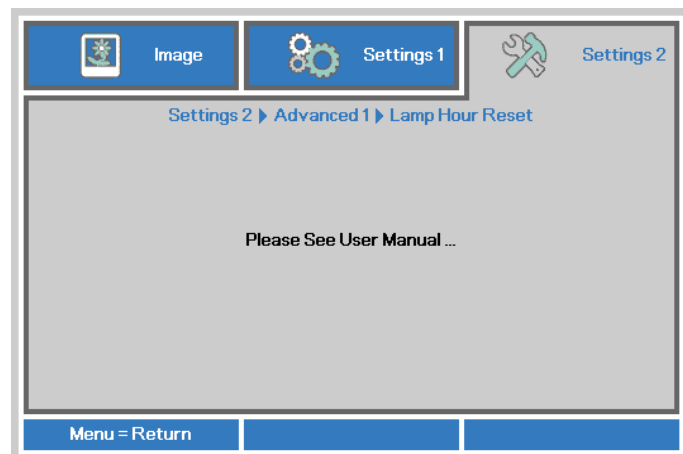 Image
Settings 1
Settings 2
Settings 2 ▶ Advanced 1 ▶ Lamp Hour Reset
Please See User Manual ...
Menu = Return